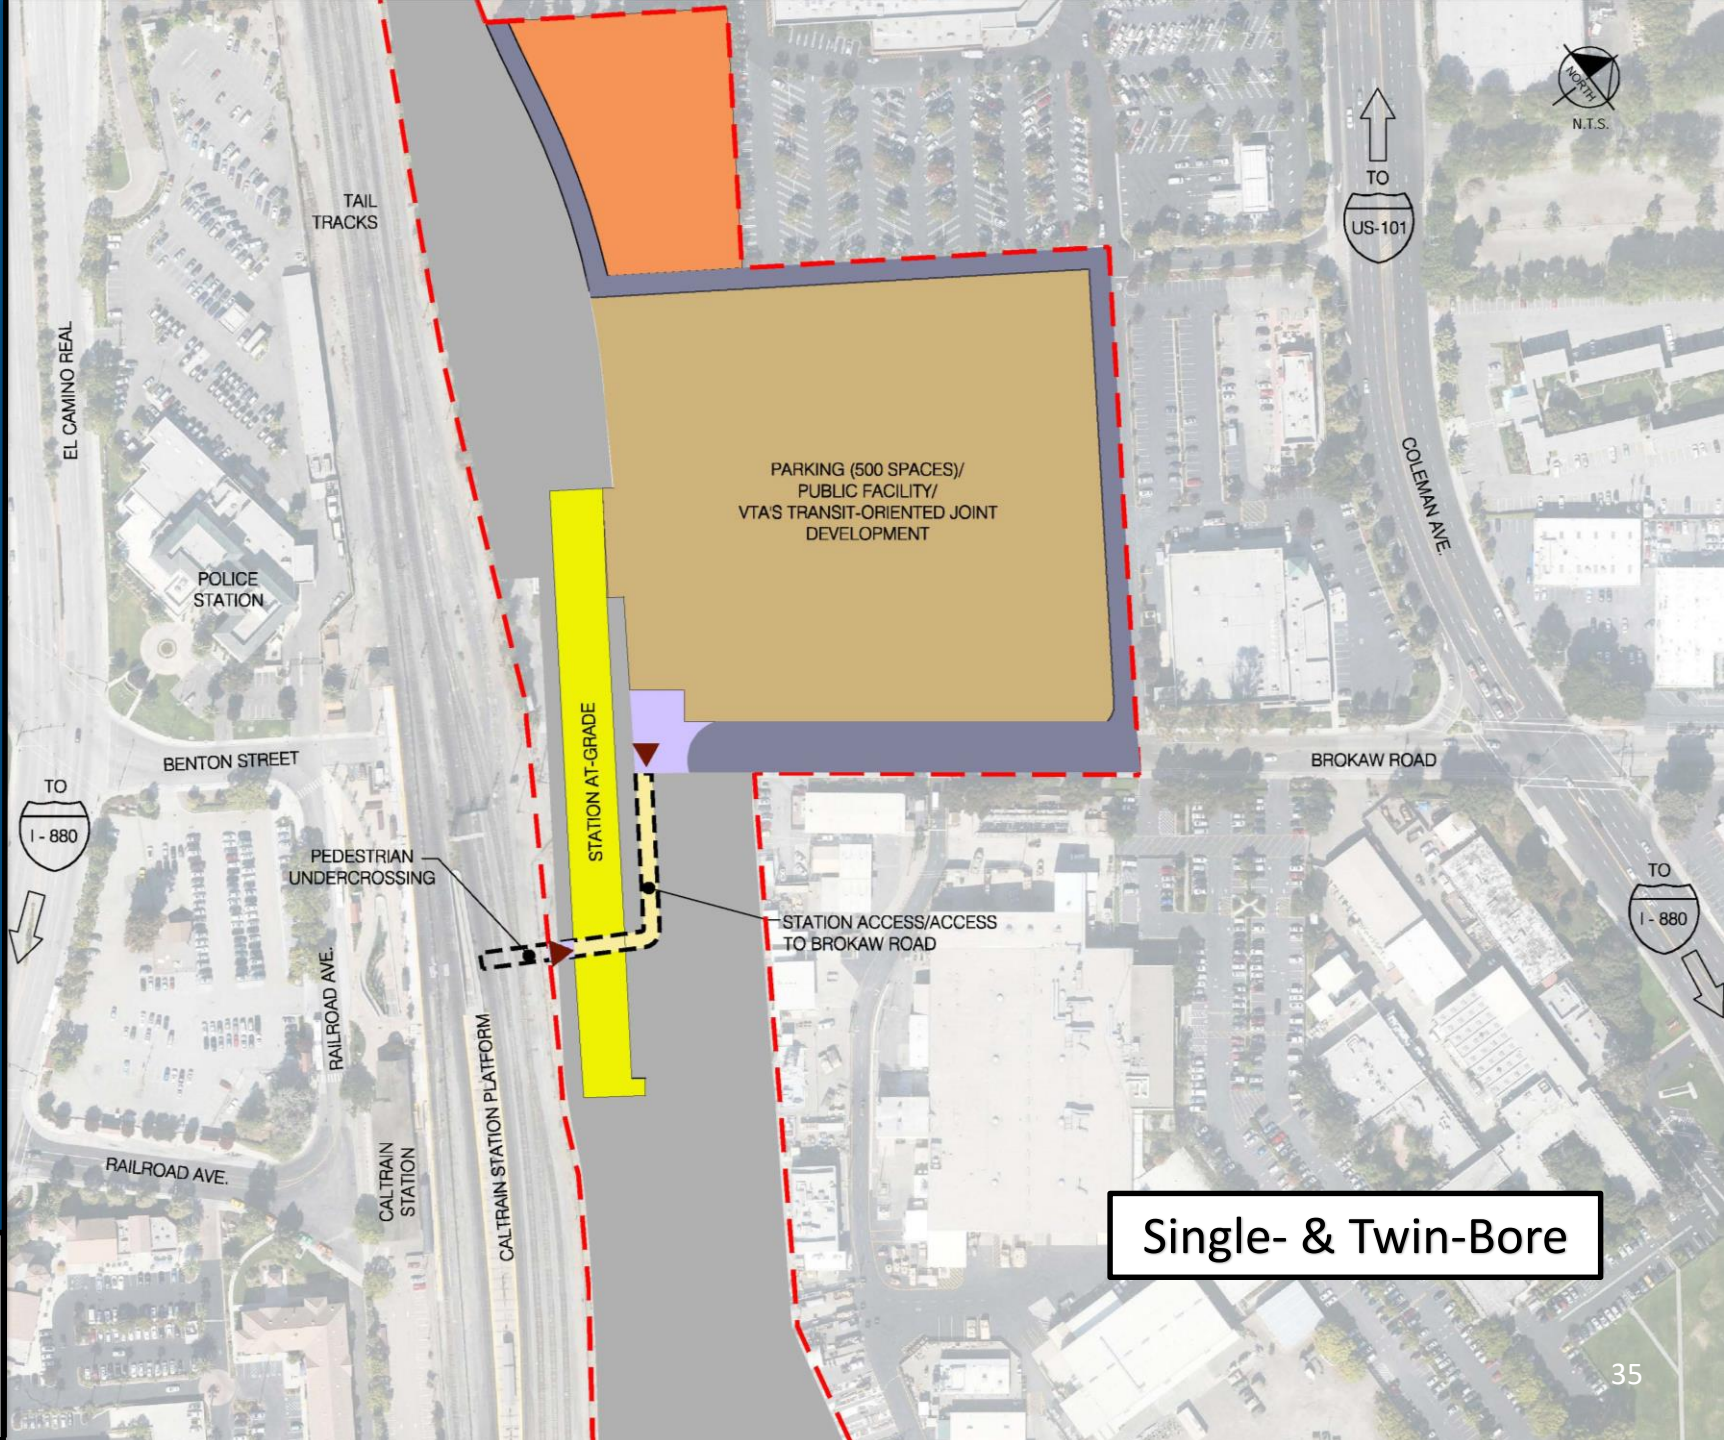 NORTH
N.T.S.
TO
US-101
TAIL
TRACKS
EL CAMINO REAL
COLEMAN AVE.
PARKING (500 SPACES)/
PUBLIC FACILITY/
VTA'S TRANSIT-ORIENTED JOINT
DEVELOPMENT
POLICE
STATION
STATION AT-GRADE
BENTON STREET
BROKAW ROAD
TO
I - 880
PEDESTRIAN
UNDERCROSSING
TO
I - 880
STATION ACCESS/ACCESS
TO BROKAW ROAD
RAILROAD AVE.
CALTRAIN STATION PLATFORM
CALTRAIN
STATION
RAILROAD AVE.
Single- & Twin-Bore
35